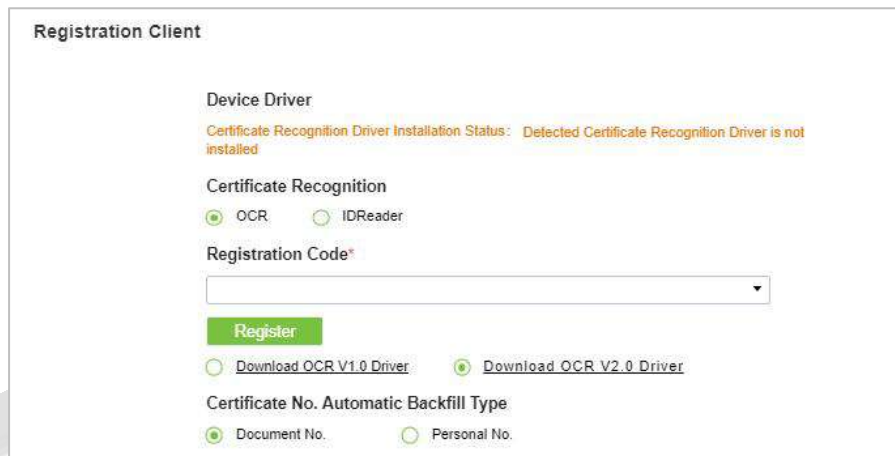 Registration Client
Device Driver
Certificate Recognition Driver Installation Status: Detected Certificate Recognition Driver is not
installed
Certificate Recognition
OCR IDReader
Registration Code*
Register
Download OCR V1.0 Driver Download OCR V2.0 Driver
Certificate No. Automatic Backfill Type
Document No. Personal No.